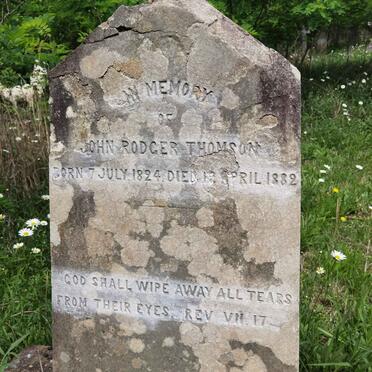 IN MEMORY
OF
JOHN RODGER THOMSON
BORN 7 JULY 1824 DIED 12 APRIL 1882
GOD SHALL WIPE AWAY ALL TEARS
FROM THEIR EYES. REV VII. 17